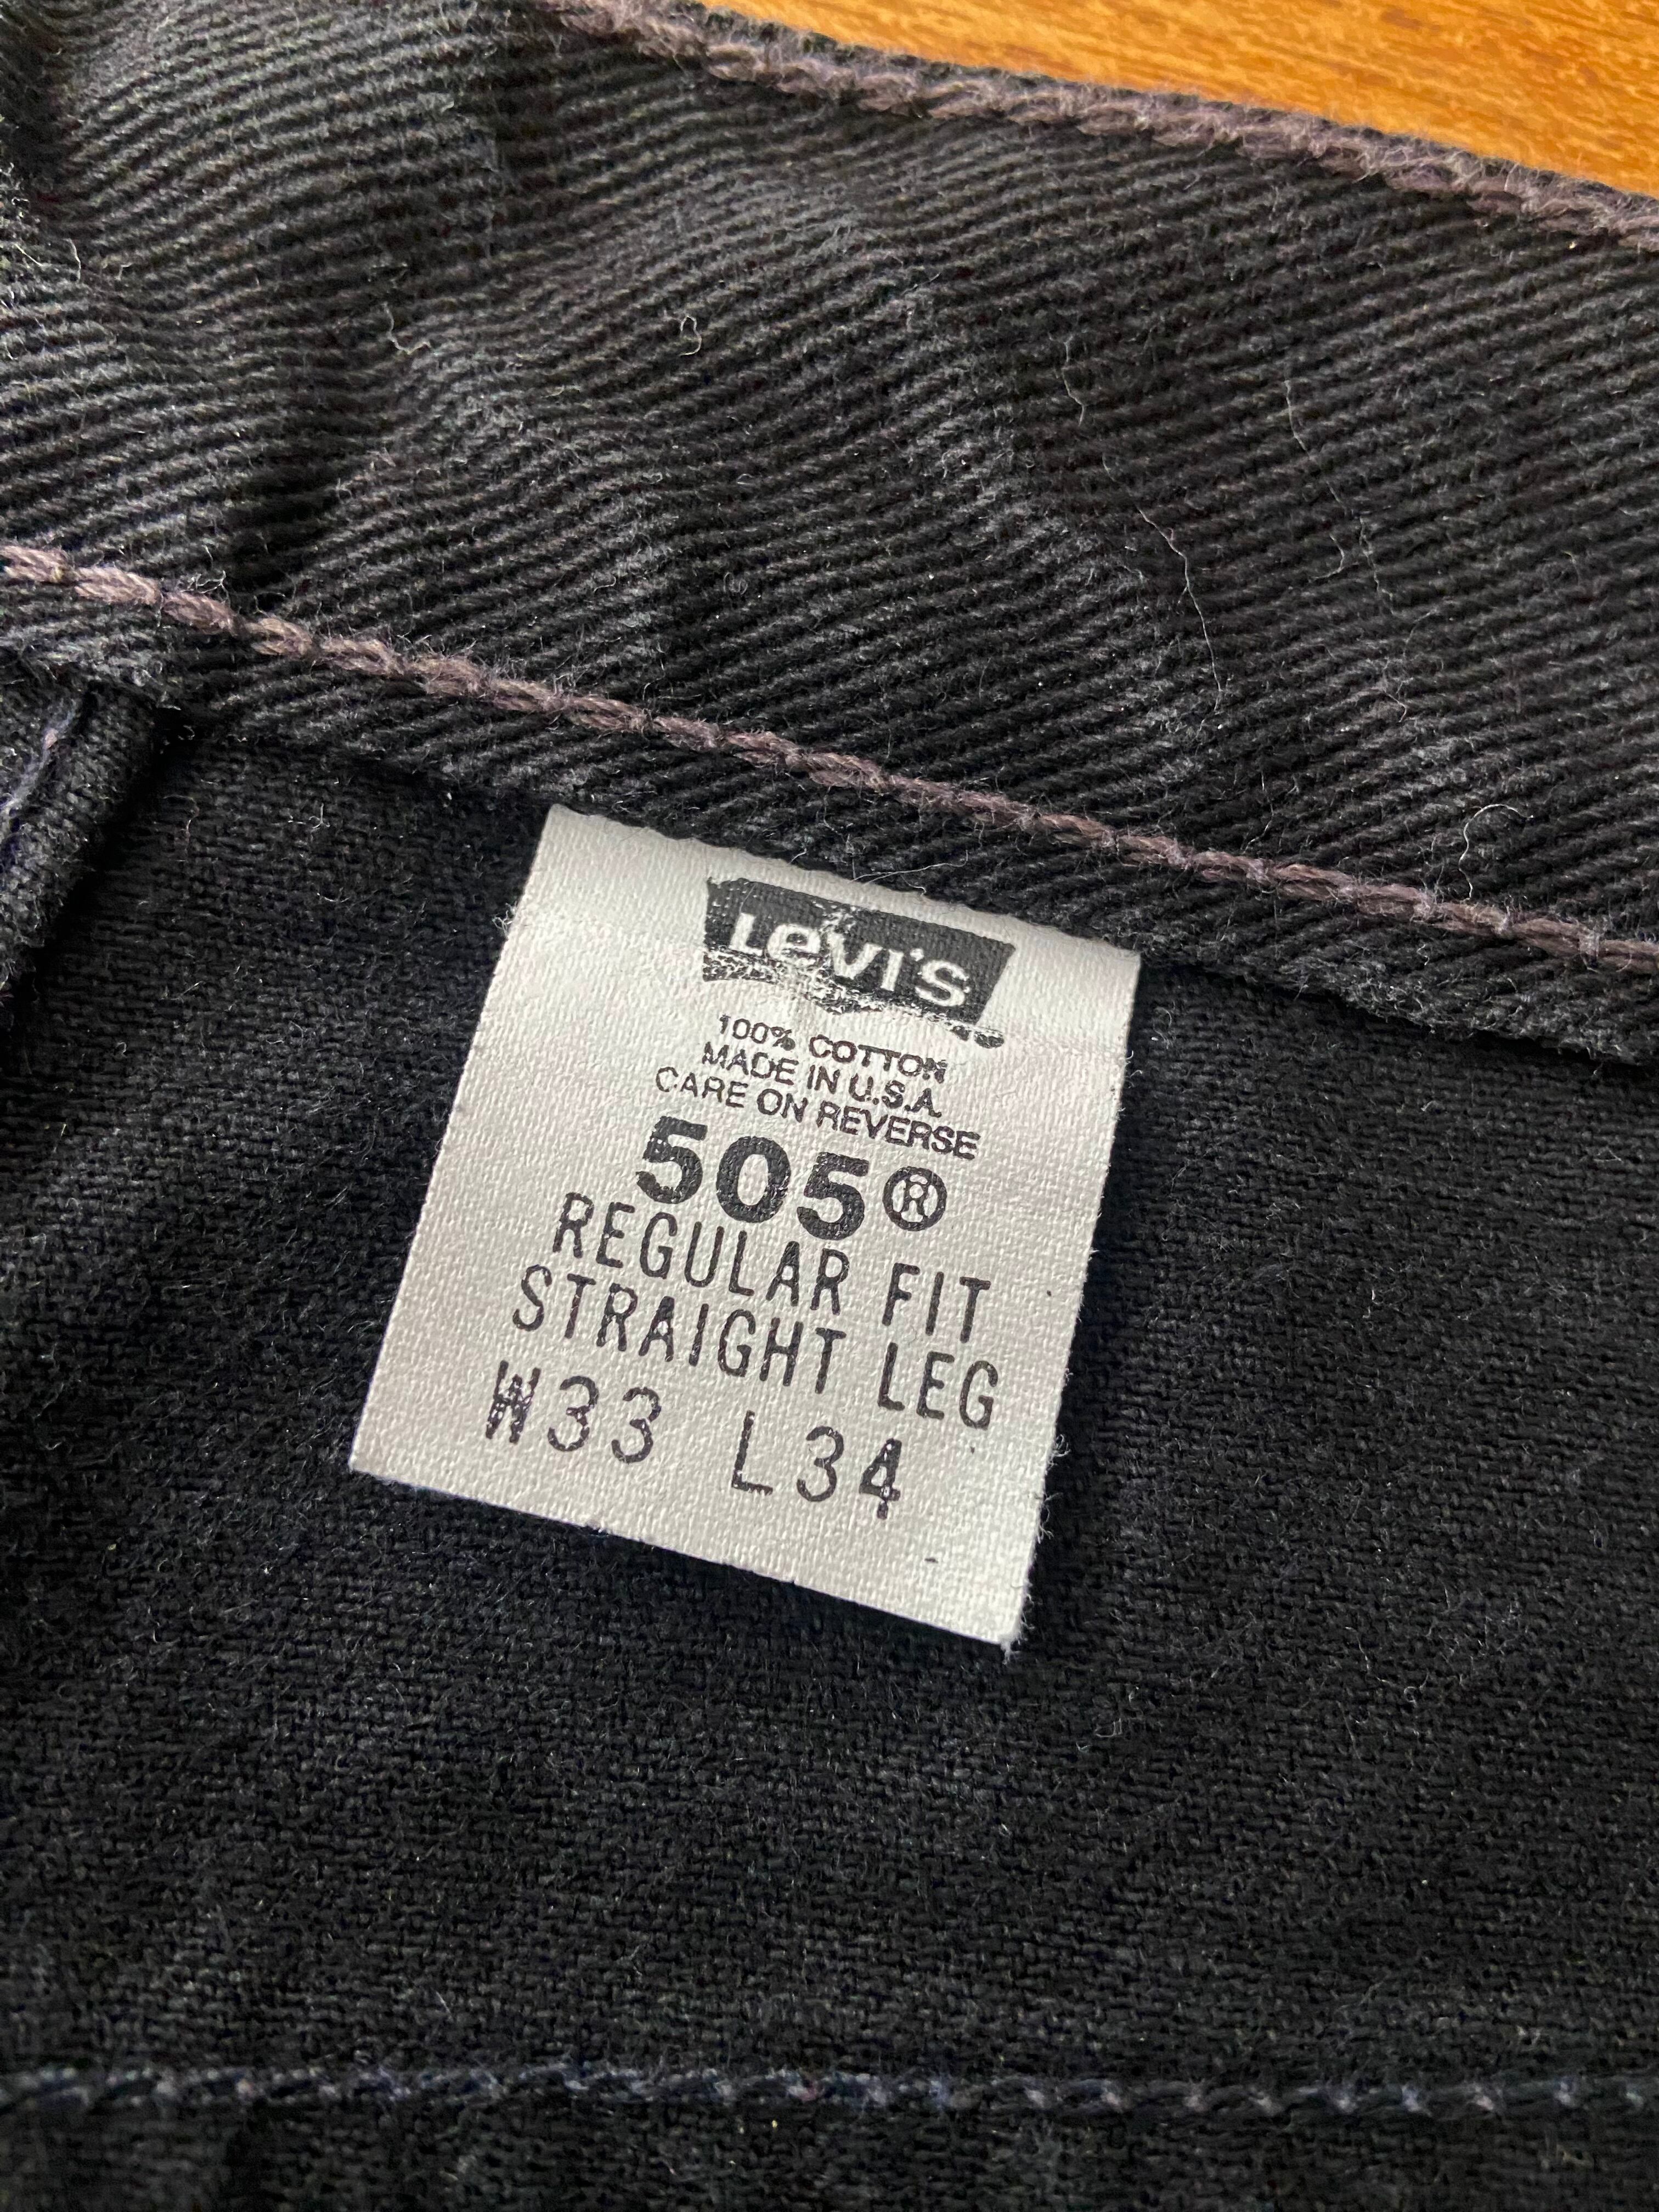 Levi's
100% COTTON
MADE IN U.S.A.
CARE ON REVERSE
505®
REGULAR FIT
STRAIGHT LEG
W33 L34